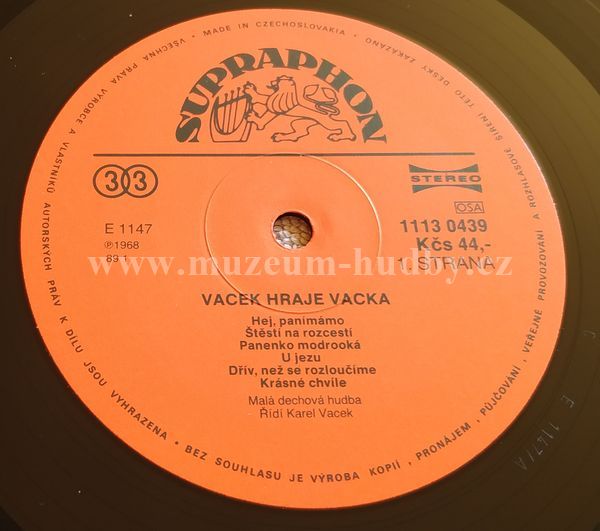 SUPRAPHON
33
STEREO
OSA
E 1147
℗1968
89 1
1113 0439
Kčs 44,-
1. STRANA
www.muzeum-hudby.cz
VACEK HRAJE VACKA
Hej, panímámo
Štěstí na rozcestí
Panenko modrooká
U jezu
Dřív, než se rozloučíme
Krásné chvíle
Malá dechová hudba
Řídí Karel Vacek
VŠECHNA PRÁVA VÝROBCE A VLASTNÍKŮ AUTORSKÝCH PRÁV K DÍLU JSOU VYHRAZENA • BEZ SOUHLASU JE VÝROBA KOPIÍ, PRONÁJEM, PŮJČOVÁNÍ, VEŘEJNÉ PROVOZOVÁNÍ A ROZHLASOVÉ ŠÍŘENÍ TÉTO DESKY ZAKÁZÁNO • MADE IN CZECHOSLOVAKIA •
E 1147/A